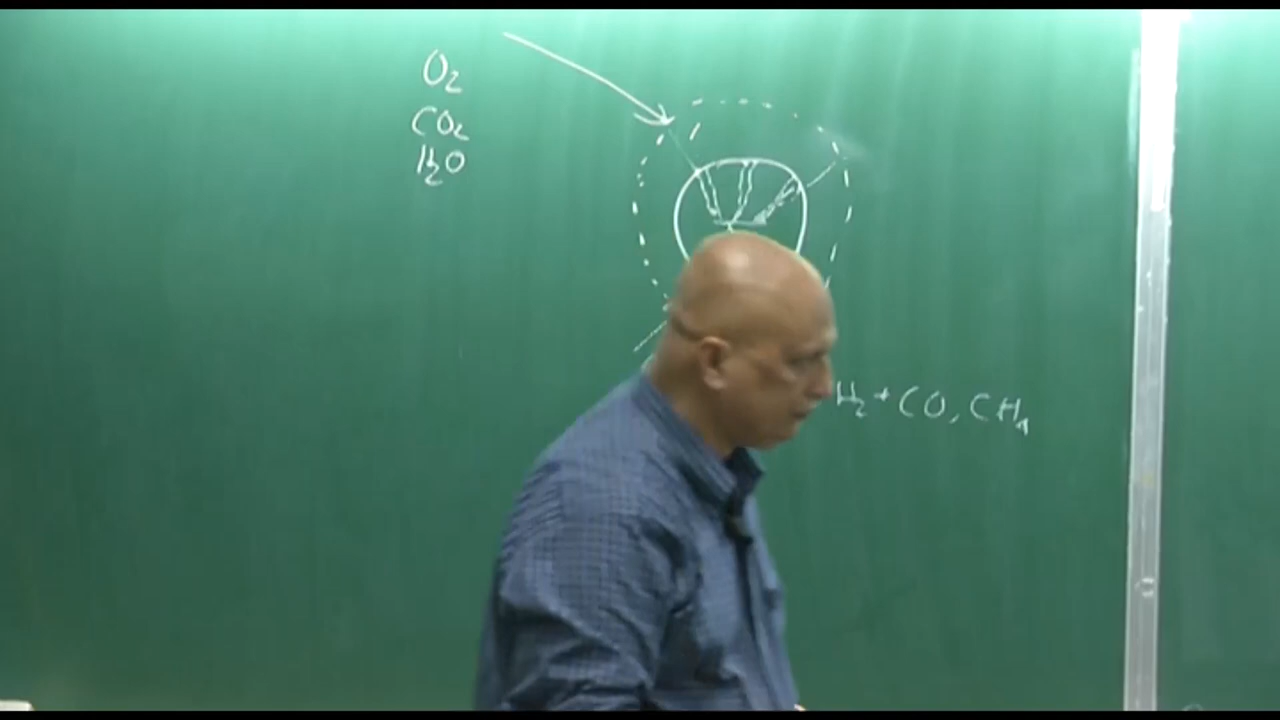 O₂
CO₂
H₂O
H₂ + CO, CH₄